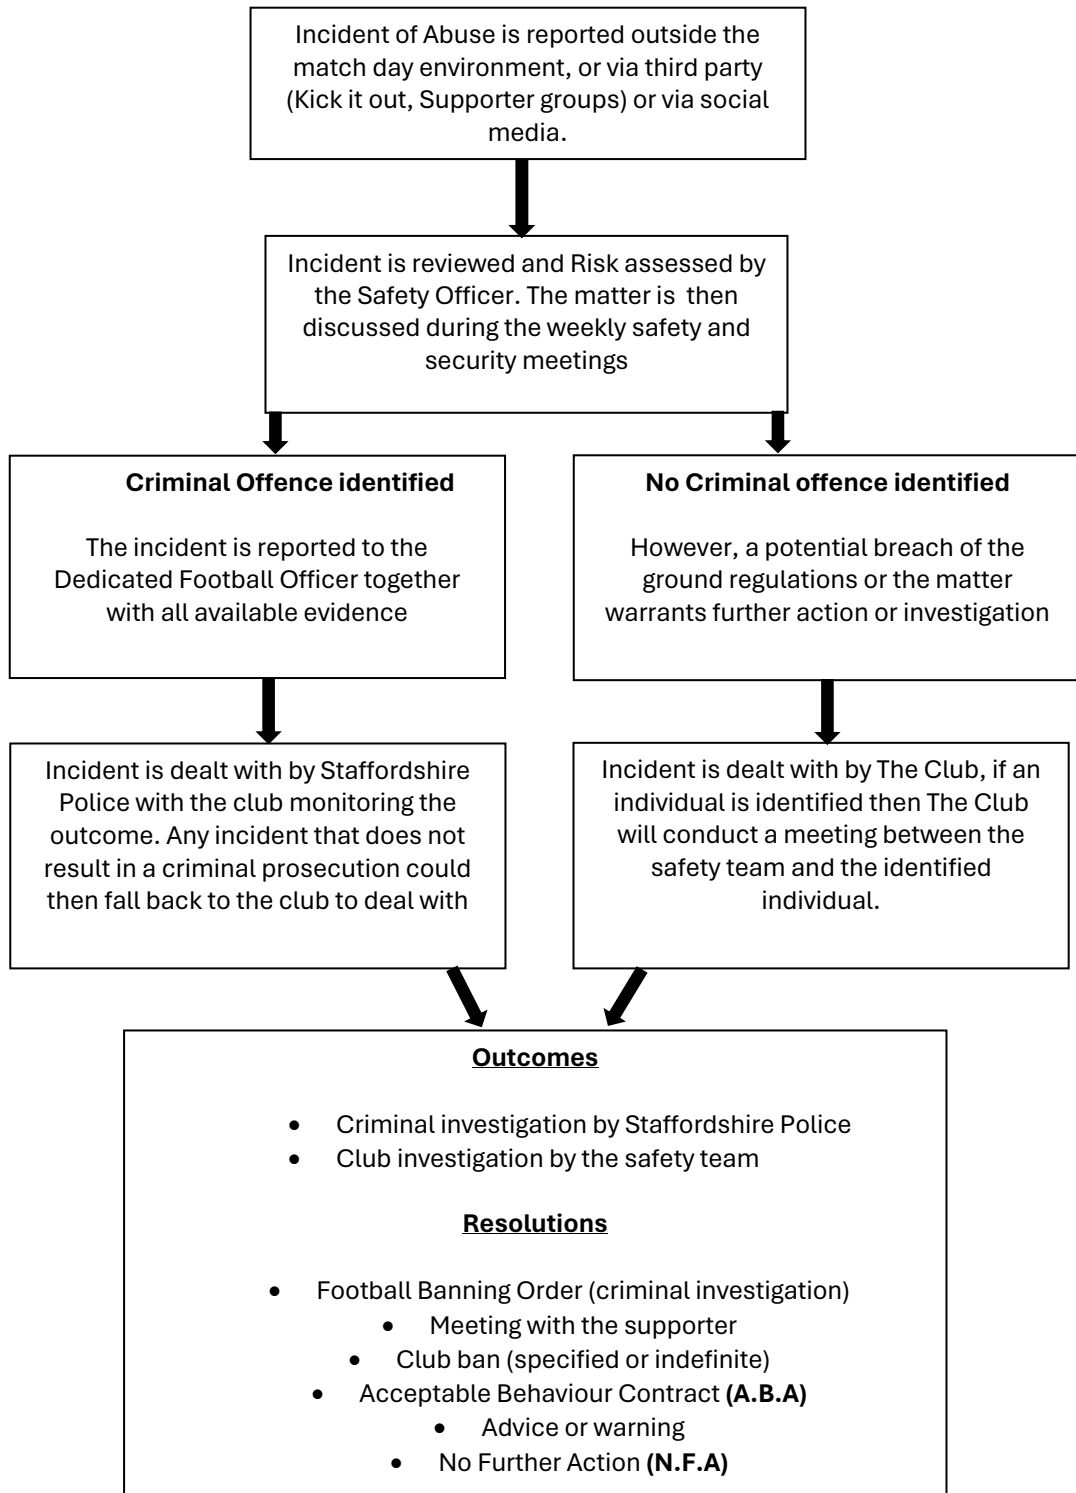 Incident of Abuse is reported outside the
match day environment, or via third party
(Kick it out, Supporter groups) or via social
media.
Incident is reviewed and Risk assessed by
the Safety Officer. The matter is  then
discussed during the weekly safety and
security meetings
Criminal Offence identified
The incident is reported to the
Dedicated Football Officer together
with all available evidence
No Criminal offence identified
However, a potential breach of the
ground regulations or the matter
warrants further action or investigation
Incident is dealt with by Staffordshire
Police with the club monitoring the
outcome. Any incident that does not
result in a criminal prosecution could
then fall back to the club to deal with
Incident is dealt with by The Club, if an
individual is identified then The Club
will conduct a meeting between the
safety team and the identified
individual.
Outcomes
• Criminal investigation by Staffordshire Police
• Club investigation by the safety team
Resolutions
• Football Banning Order (criminal investigation)
• Meeting with the supporter
• Club ban (specified or indefinite)
• Acceptable Behaviour Contract (A.B.A)
• Advice or warning
• No Further Action (N.F.A)